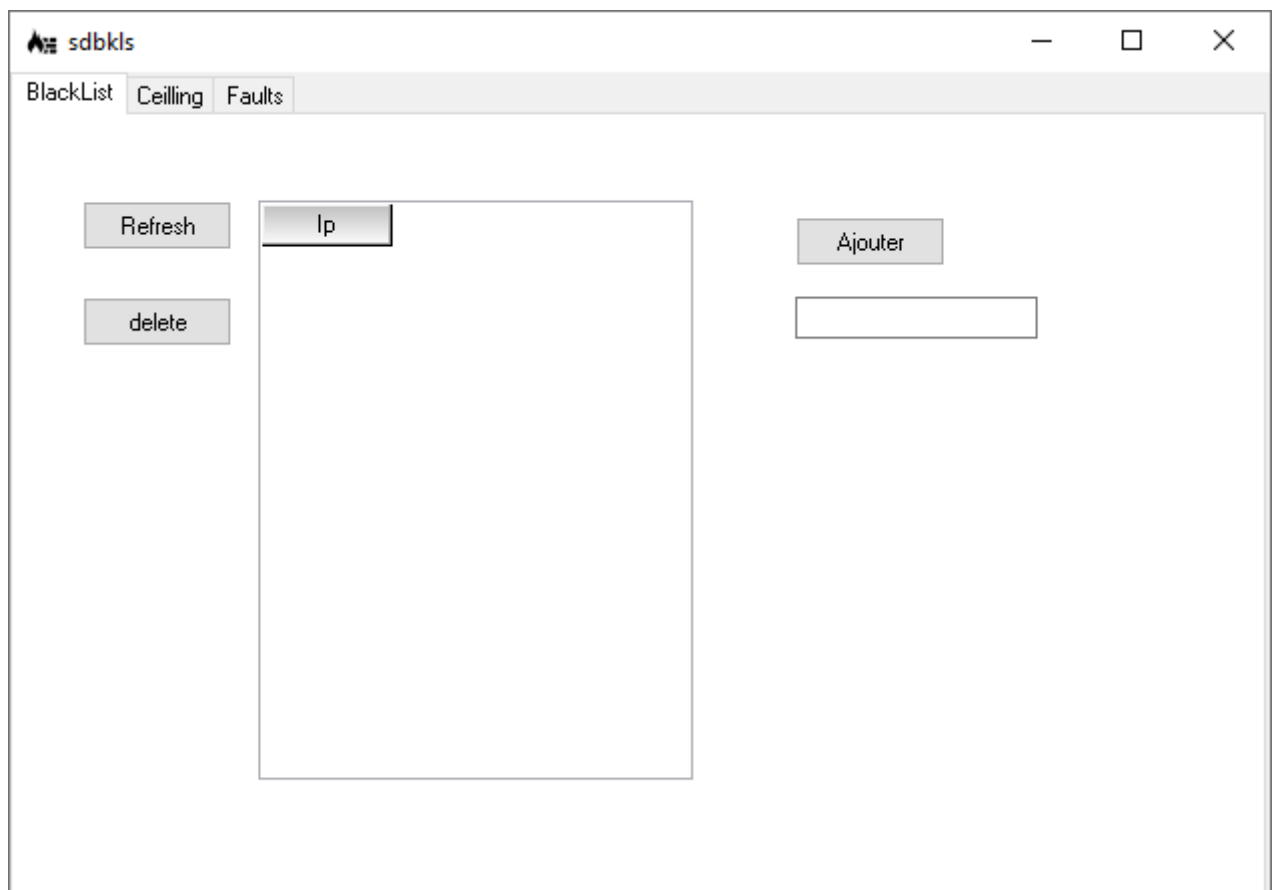 sdbkls
BlackList Ceilling Faults
Refresh
Ip
Ajouter
delete